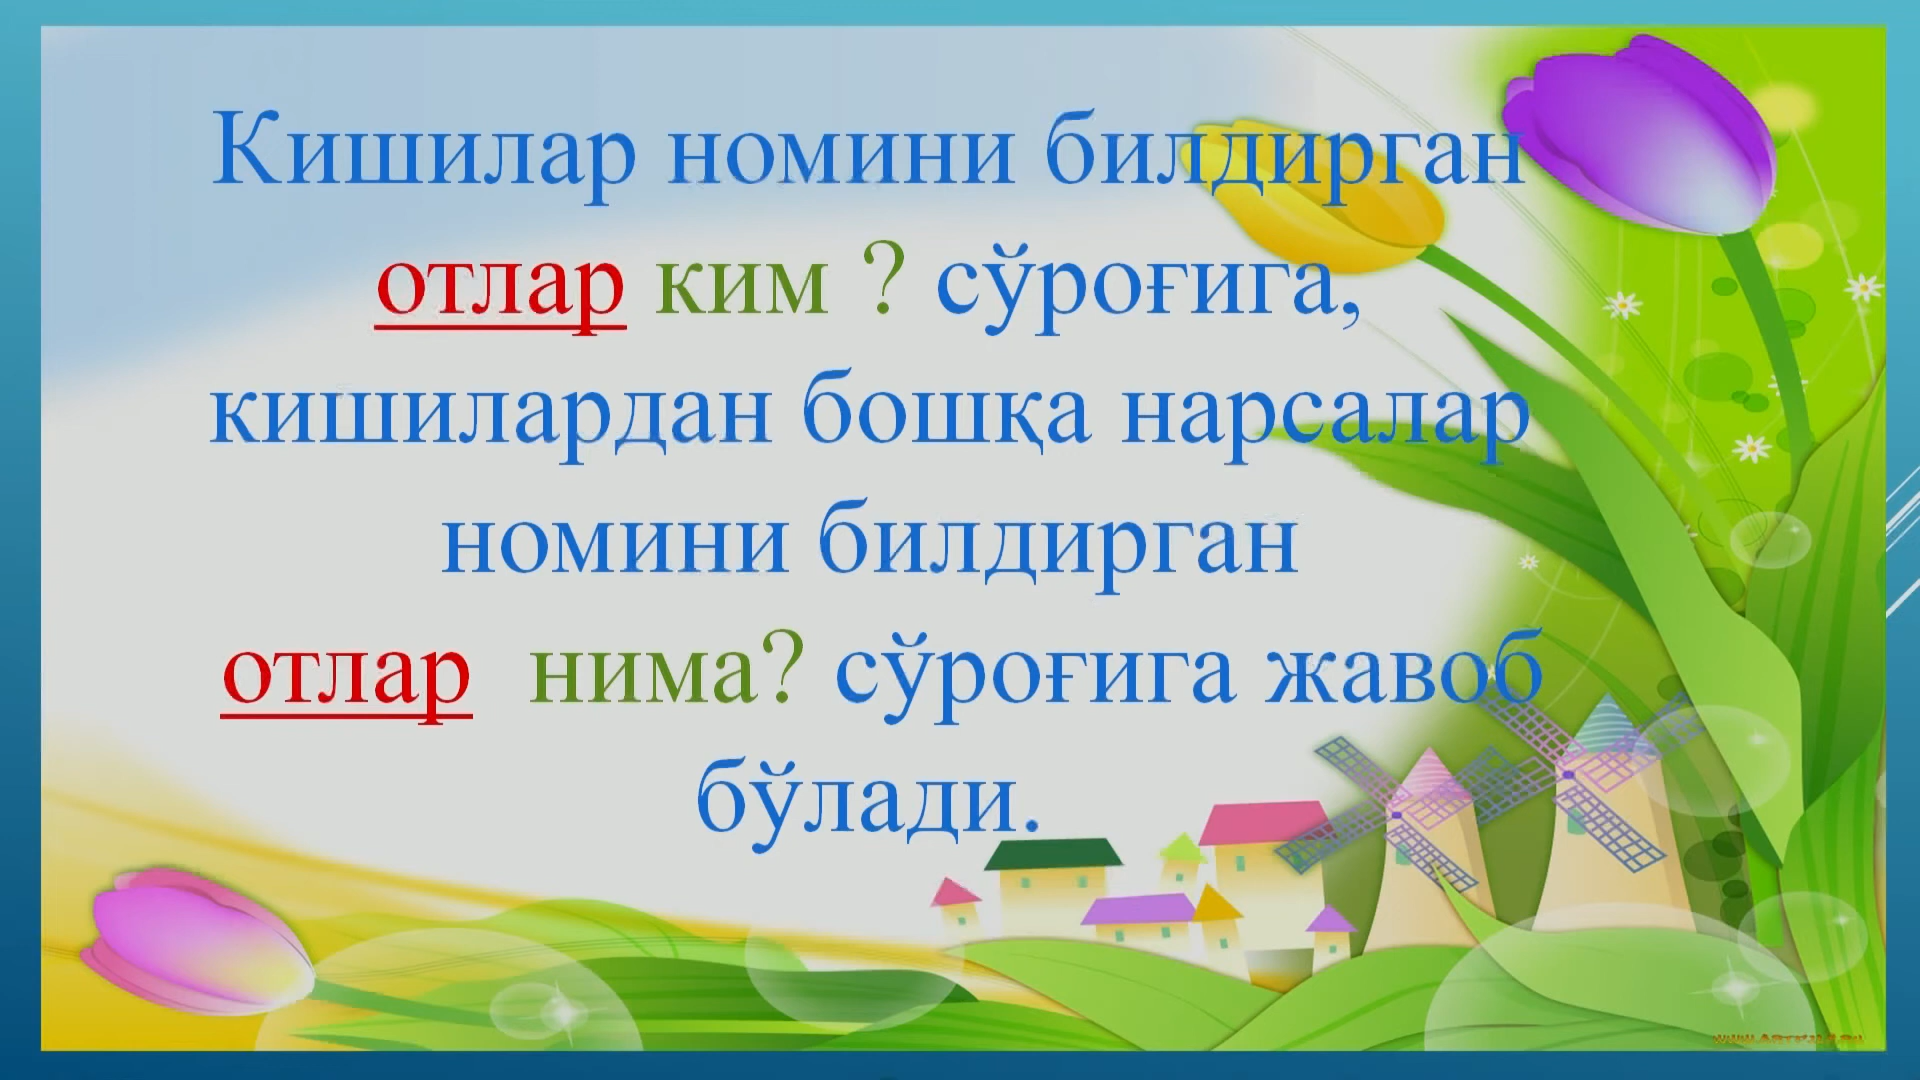 Кишилар номини билдирган
отлар ким ? сўроғига,
кишилардан бошқа нарсалар
номини билдирган
отлар нима? сўроғига жавоб
бўлади.